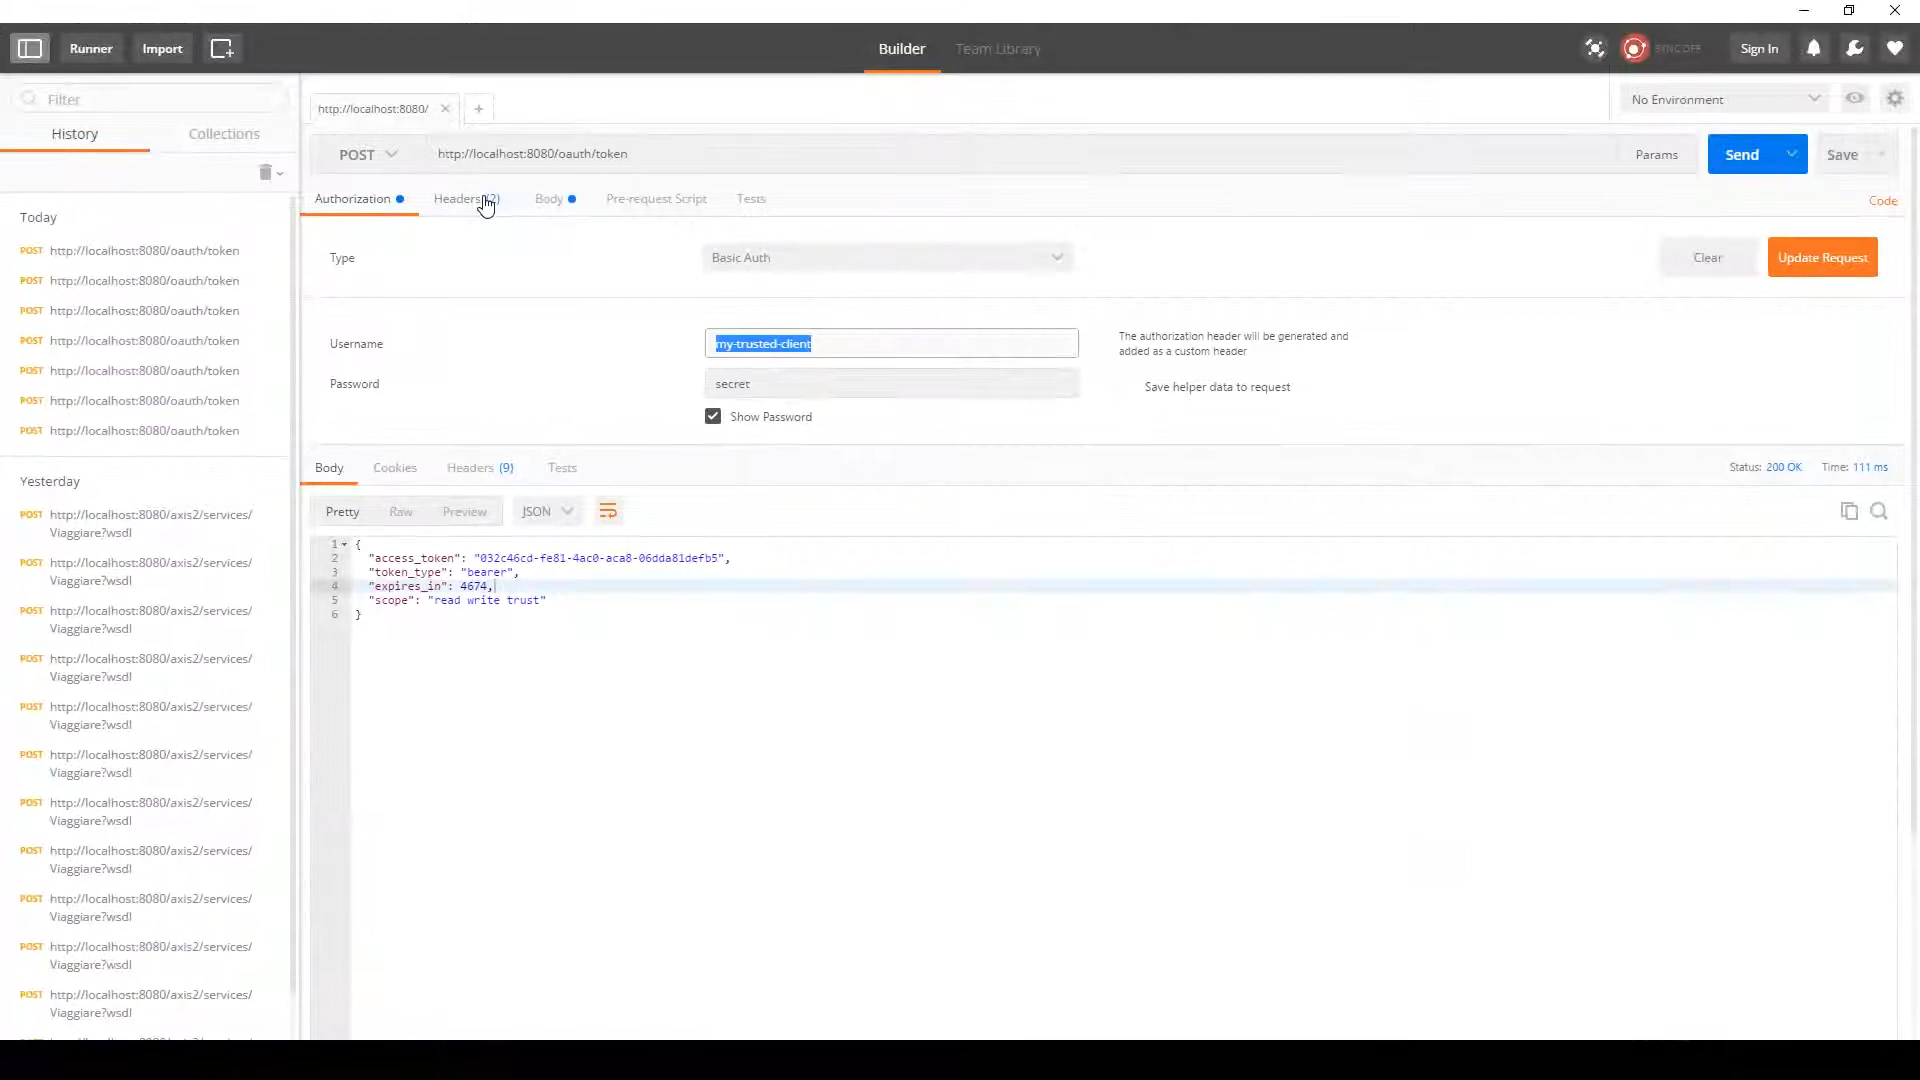 Runner
Import
Builder
Team Library
SYNC OFF
Sign In
Filter
History
Collections
http://localhost:8080/
No Environment
POST
http://localhost:8080/oauth/token
Params
Send
Save
Authorization
Headers (2)
Body
Pre-request Script
Tests
Code
Today
POST http://localhost:8080/oauth/token
POST http://localhost:8080/oauth/token
POST http://localhost:8080/oauth/token
POST http://localhost:8080/oauth/token
POST http://localhost:8080/oauth/token
POST http://localhost:8080/oauth/token
POST http://localhost:8080/oauth/token
Yesterday
POST http://localhost:8080/axis2/services/
Viaggiare?wsdl
POST http://localhost:8080/axis2/services/
Viaggiare?wsdl
POST http://localhost:8080/axis2/services/
Viaggiare?wsdl
POST http://localhost:8080/axis2/services/
Viaggiare?wsdl
POST http://localhost:8080/axis2/services/
Viaggiare?wsdl
POST http://localhost:8080/axis2/services/
Viaggiare?wsdl
POST http://localhost:8080/axis2/services/
Viaggiare?wsdl
POST http://localhost:8080/axis2/services/
Viaggiare?wsdl
POST http://localhost:8080/axis2/services/
Viaggiare?wsdl
POST http://localhost:8080/axis2/services/
Viaggiare?wsdl
POST http://localhost:8080/axis2/services/
Viaggiare?wsdl
Type
Basic Auth
Clear
Update Request
Username
my-trusted-client
The authorization header will be generated and
added as a custom header
Password
secret
Save helper data to request
Show Password
Body
Cookies
Headers (9)
Tests
Status: 200 OK
Time: 111 ms
Pretty
Raw
Preview
JSON
1 {
2 "access_token": "032c46cd-fe81-4ac0-aca8-06dda81defb5",
3 "token_type": "bearer",
4 "expires_in": 4674,
5 "scope": "read write trust"
6 }